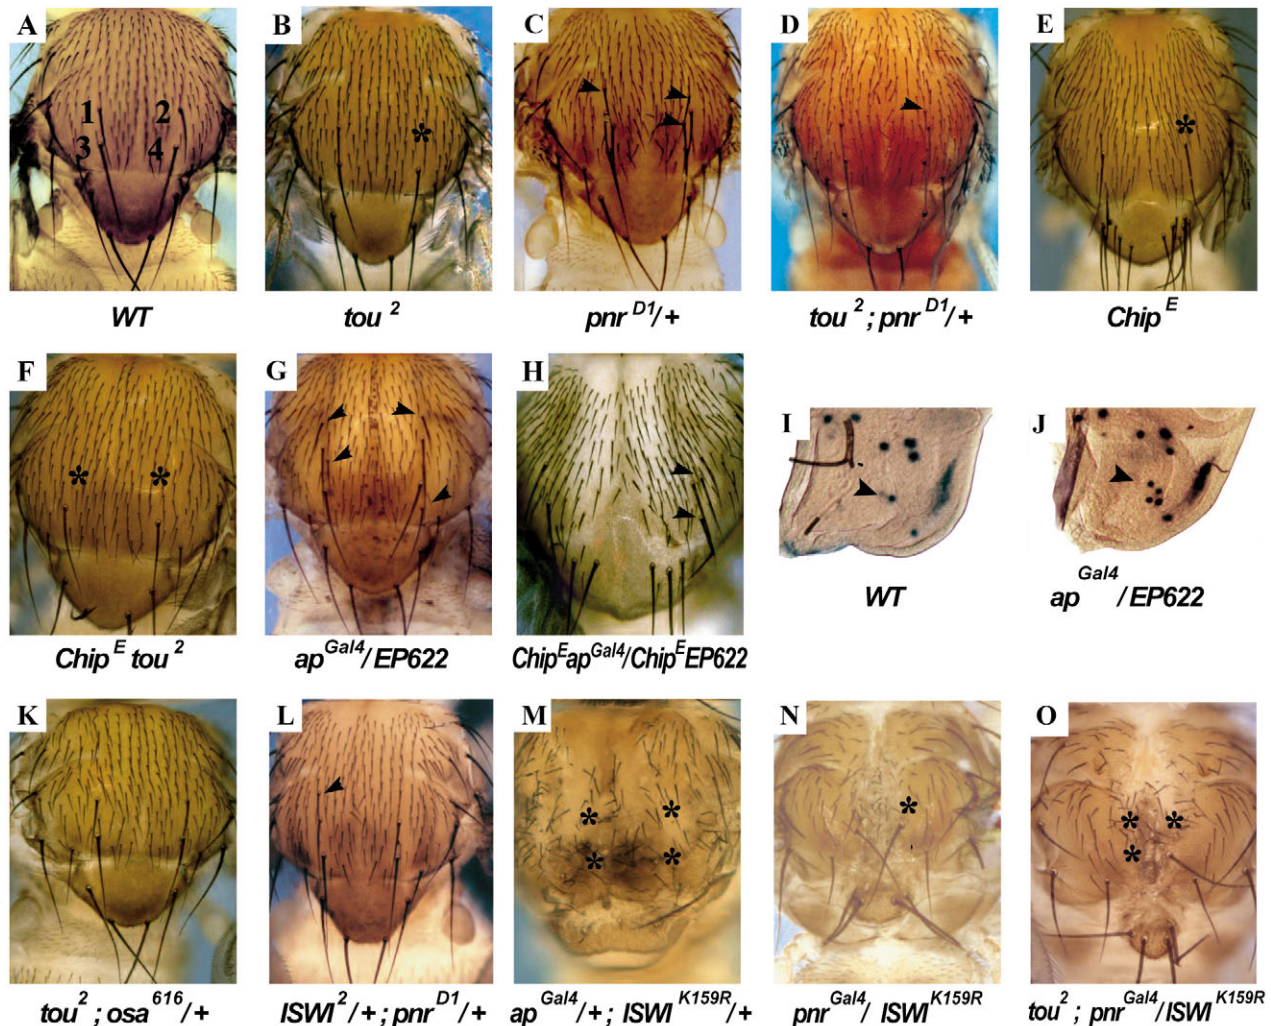 A
B
C
D
E
1 2
3 4
*
*
WT
tou 2
pnr D1/+
tou 2 ; pnr D1/+
Chip E
F
G
H
I
J
* *
WT
ap Gal4 / EP622
Chip E tou 2
ap Gal4 / EP622
ChipEapGal4/ChipEEP622
K
L
M
N
O
* *
* *
*
* *
*
tou 2 ; osa 616/+
ISWI 2/+ ; pnr D1/+
ap Gal4/+ ; ISWI K159R/+
pnr Gal4/ ISWI K159R
tou 2 ; pnr Gal4/ISWI K159R